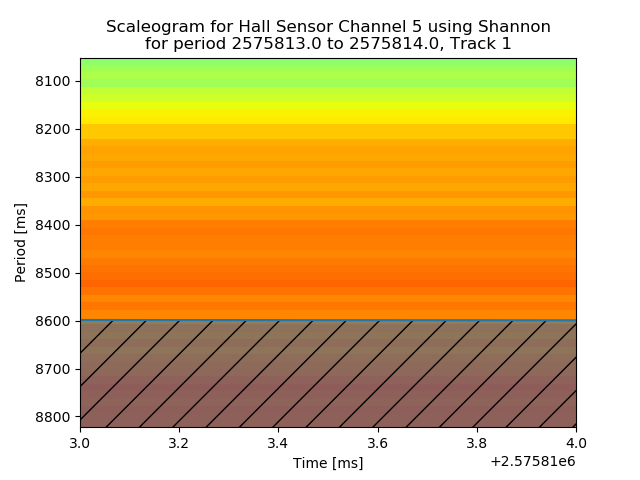 Scaleogram for Hall Sensor Channel 5 using Shannon
for period 2575813.0 to 2575814.0, Track 1
Period [ms]
8100
8200
8300
8400
8500
8600
8700
8800
3.0 3.2 3.4 3.6 3.8 4.0
Time [ms]
+2.57581e6